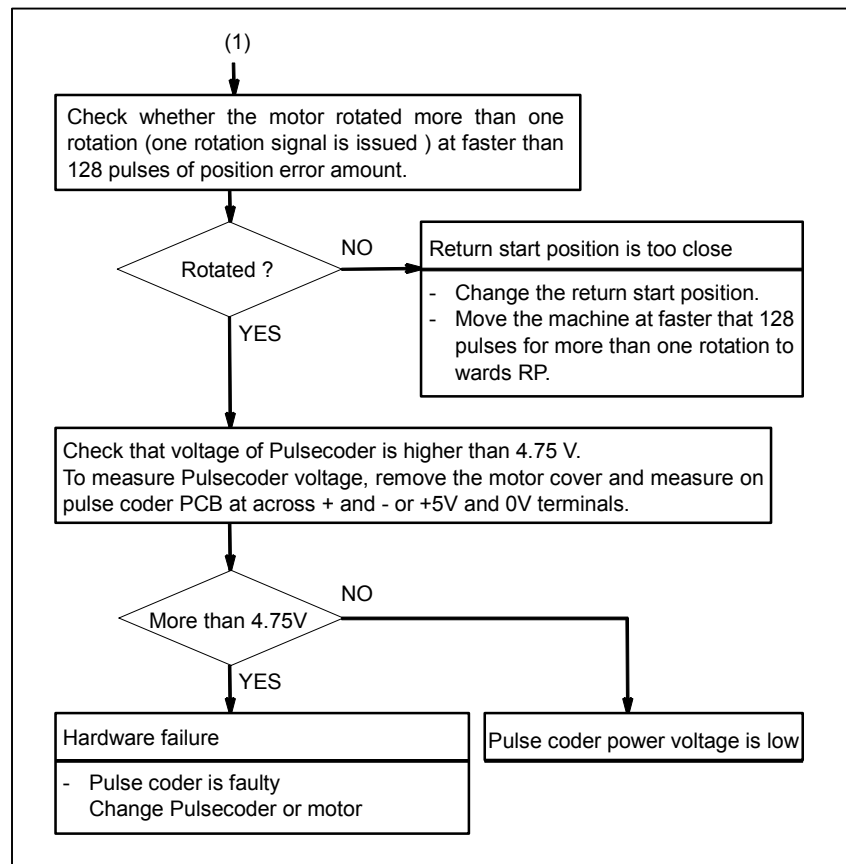 (1)
Check whether the motor rotated more than one
rotation (one rotation signal is issued ) at faster than
128 pulses of position error amount.
Rotated ?
NO
Return start position is too close
- Change the return start position.
- Move the machine at faster that 128
pulses for more than one rotation to
wards RP.
YES
Check that voltage of Pulsecoder is higher than 4.75 V.
To measure Pulsecoder voltage, remove the motor cover and measure on
pulse coder PCB at across + and - or +5V and 0V terminals.
More than 4.75V
NO
YES
Hardware failure
- Pulse coder is faulty
Change Pulsecoder or motor
Pulse coder power voltage is low